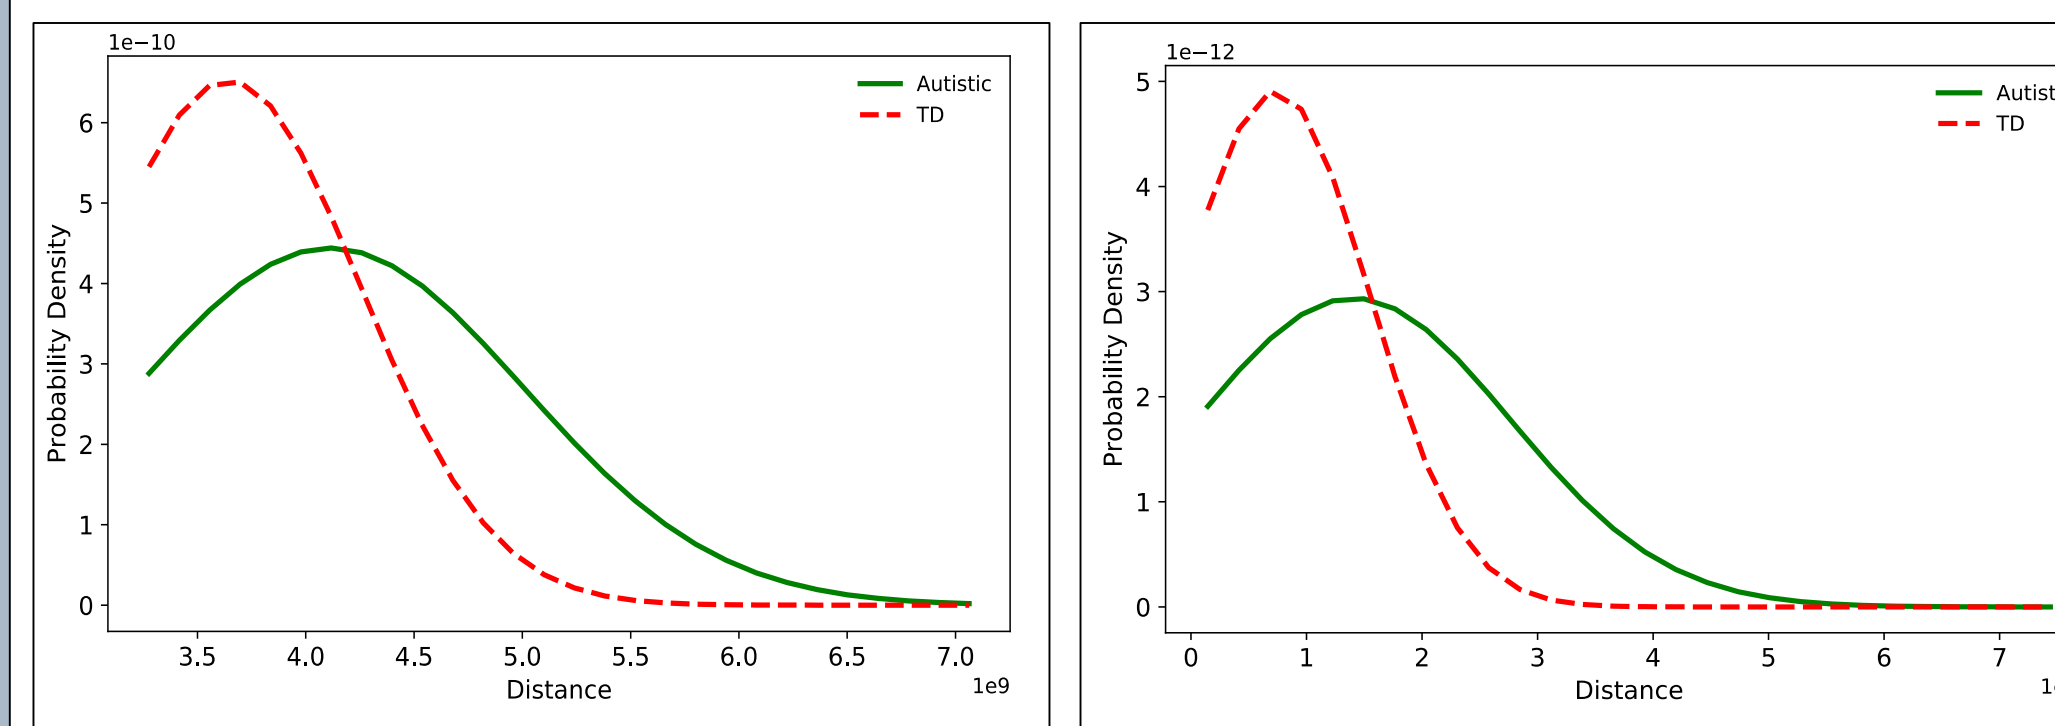 1e−10
Autistic
TD
6
5
4
3
2
1
0
Probability Density
3.5 4.0 4.5 5.0 5.5 6.0 6.5 7.0
Distance
1e9
1e−12
Autist
TD
5
4
3
2
1
0
Probability Density
0 1 2 3 4 5 6 7
Distance